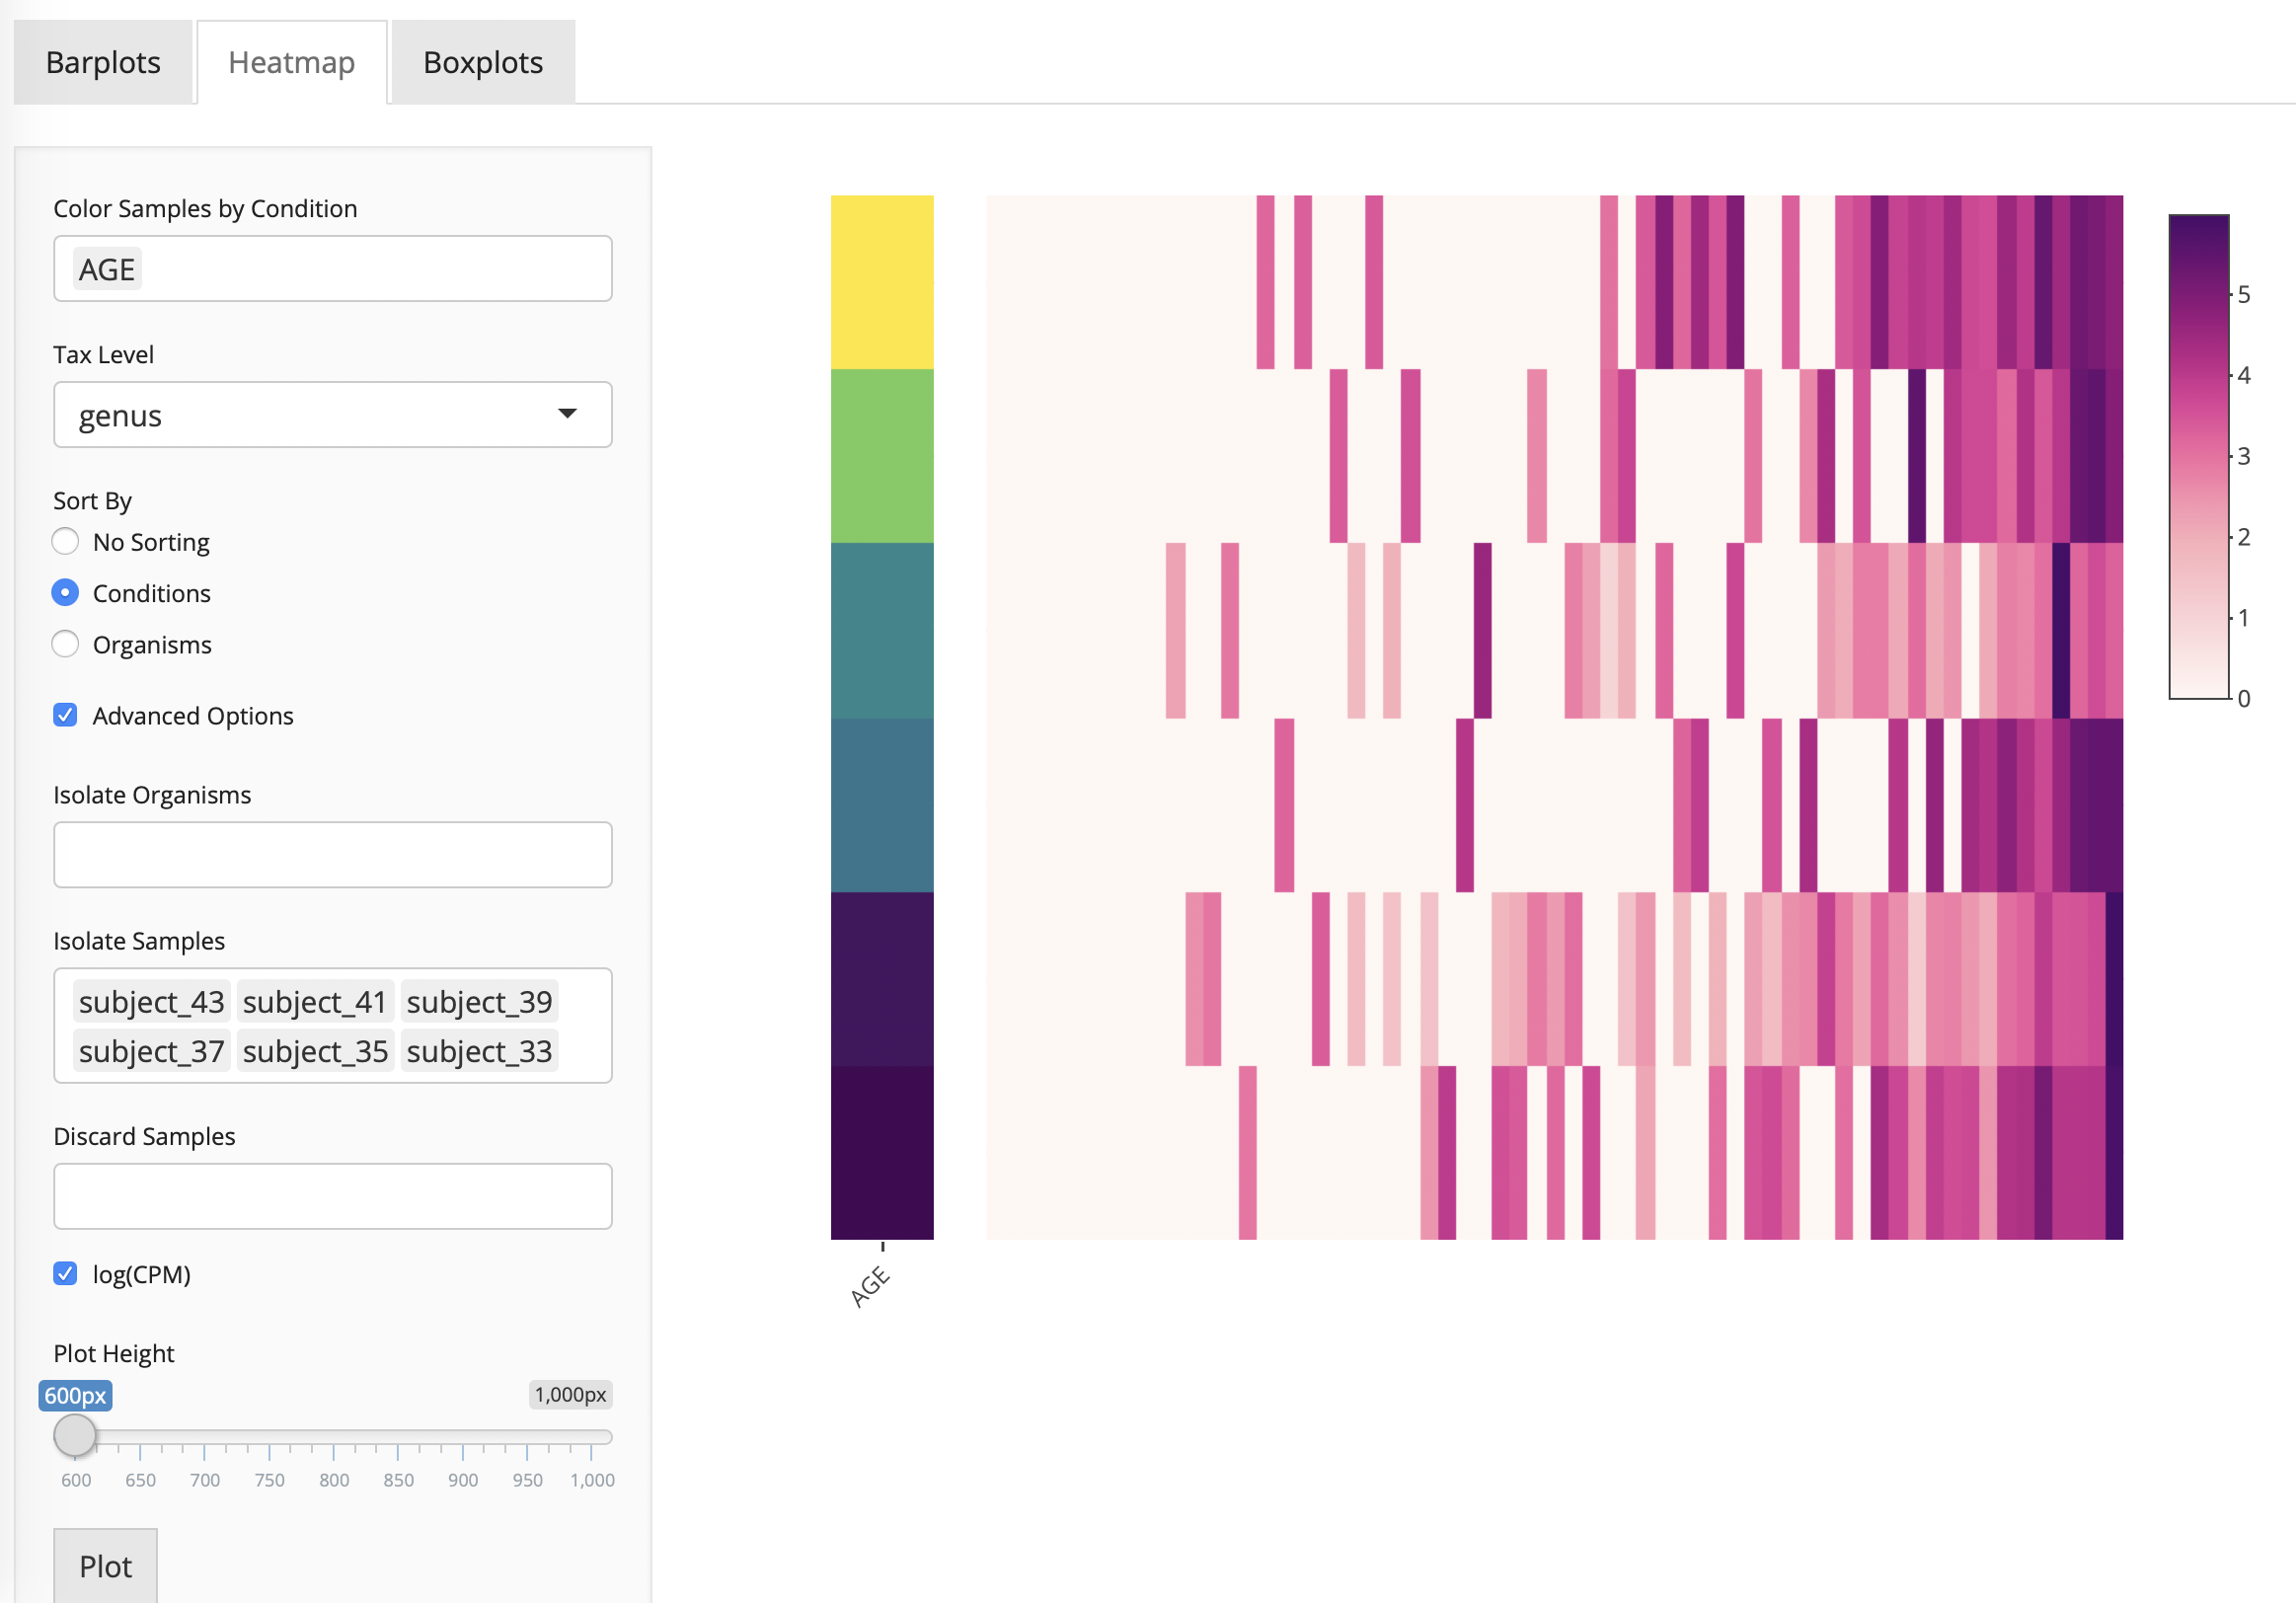 Barplots Heatmap Boxplots
Color Samples by Condition
AGE
Tax Level
genus
Sort By
No Sorting
Conditions
Organisms
Advanced Options
Isolate Organisms
Isolate Samples
subject_43 subject_41 subject_39
subject_37 subject_35 subject_33
Discard Samples
log(CPM)
Plot Height
600px 1,000px
600 650 700 750 800 850 900 950 1,000
Plot
AGE
5
4
3
2
1
0